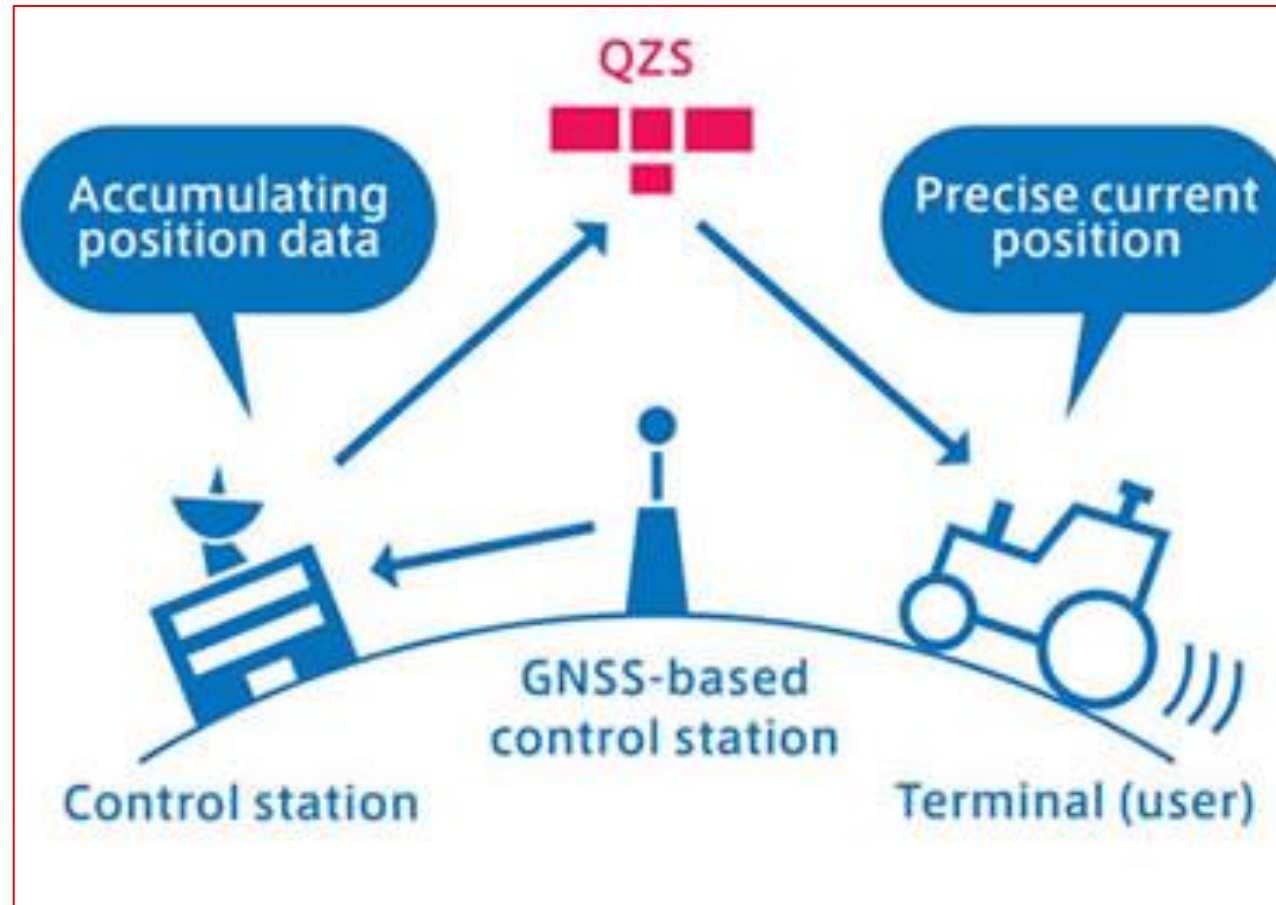 QZS
Accumulating
position data
Precise current
position
GNSS-based
control station
Control station
Terminal (user)